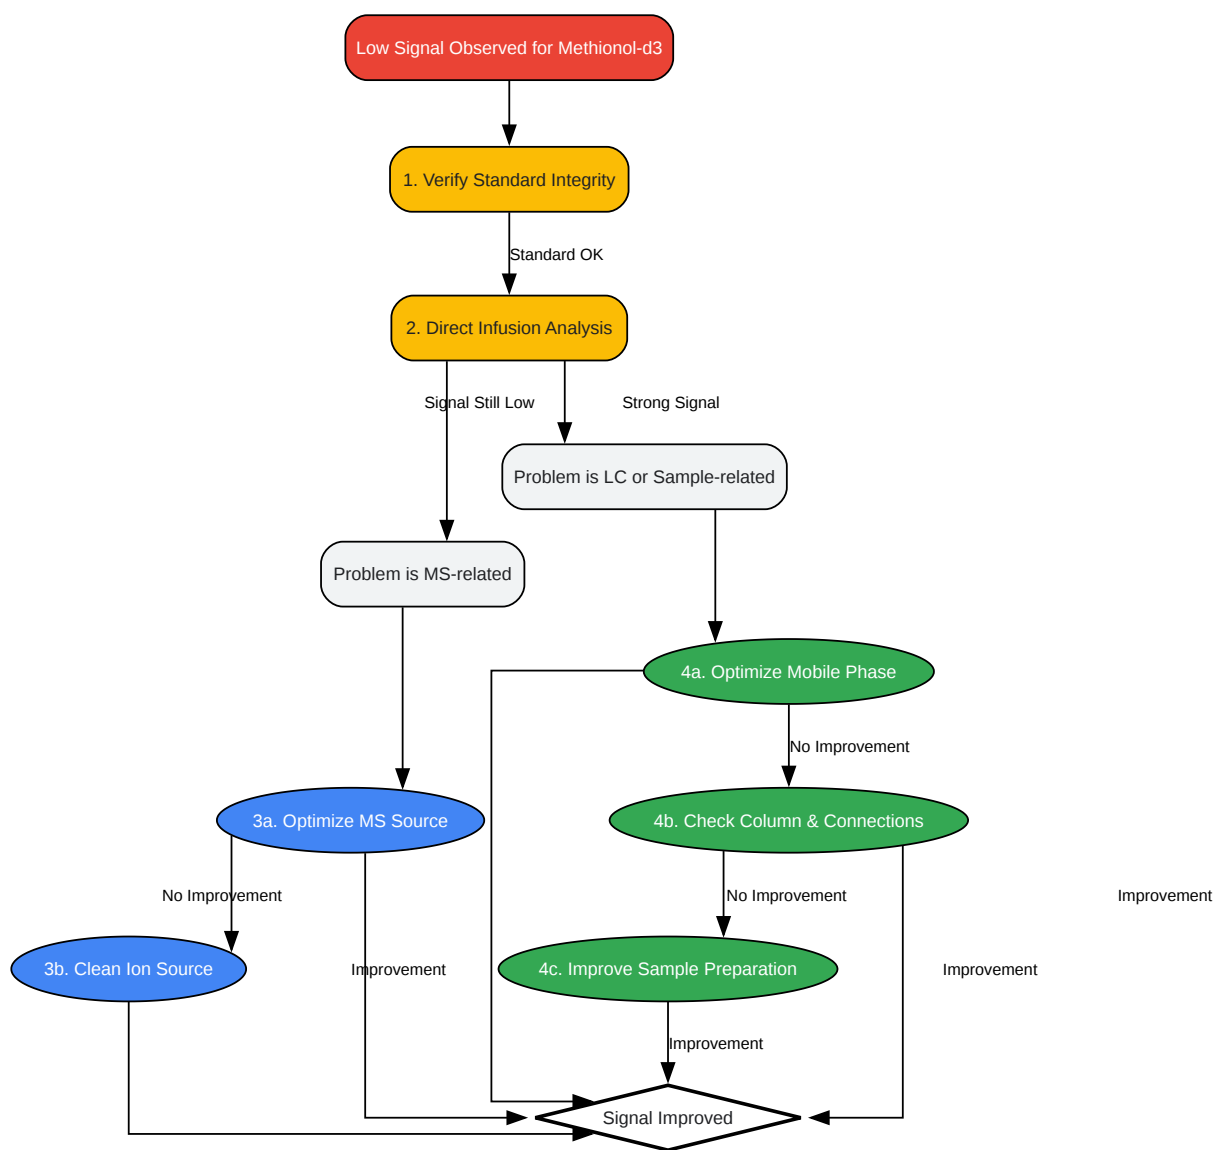 Low Signal Observed for Methionol-d3
1. Verify Standard Integrity
Standard OK
2. Direct Infusion Analysis
Signal Still Low
Strong Signal
Problem is LC or Sample-related
Problem is MS-related
4a. Optimize Mobile Phase
No Improvement
3a. Optimize MS Source
4b. Check Column & Connections
No Improvement
No Improvement
Improvement
3b. Clean Ion Source
Improvement
4c. Improve Sample Preparation
Improvement
Improvement
Signal Improved